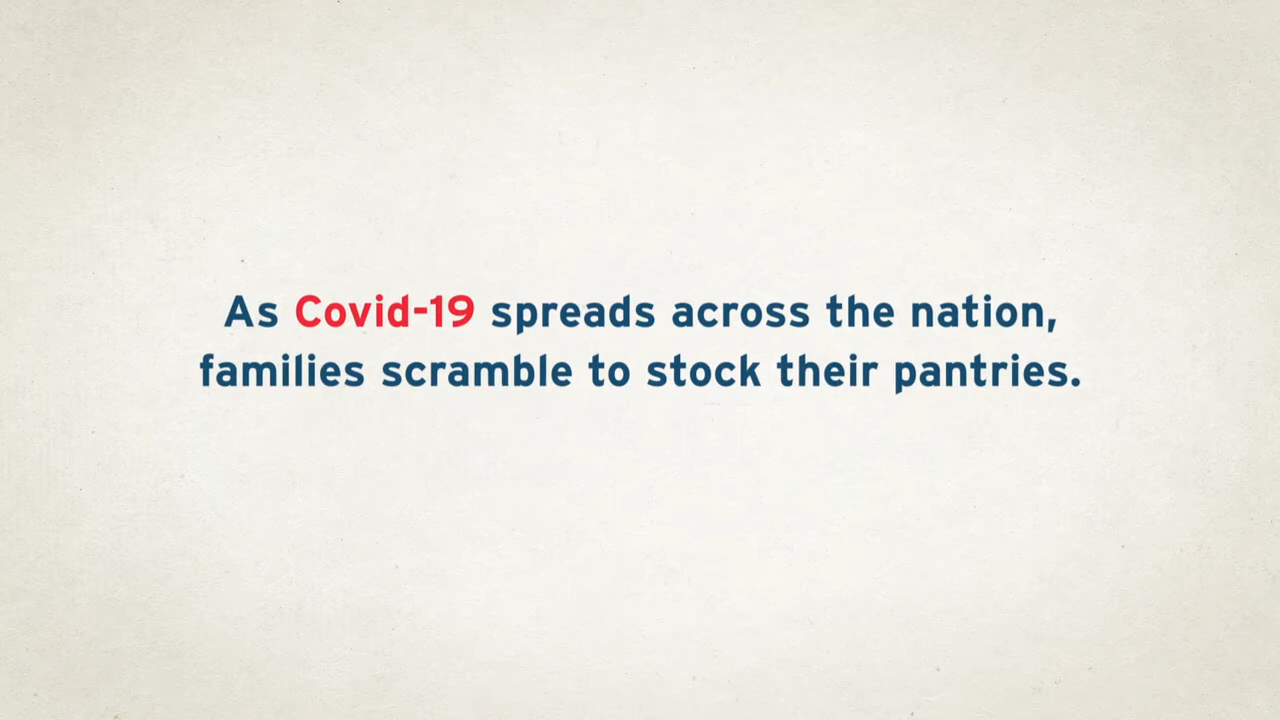 As Covid-19 spreads across the nation,
families scramble to stock their pantries.